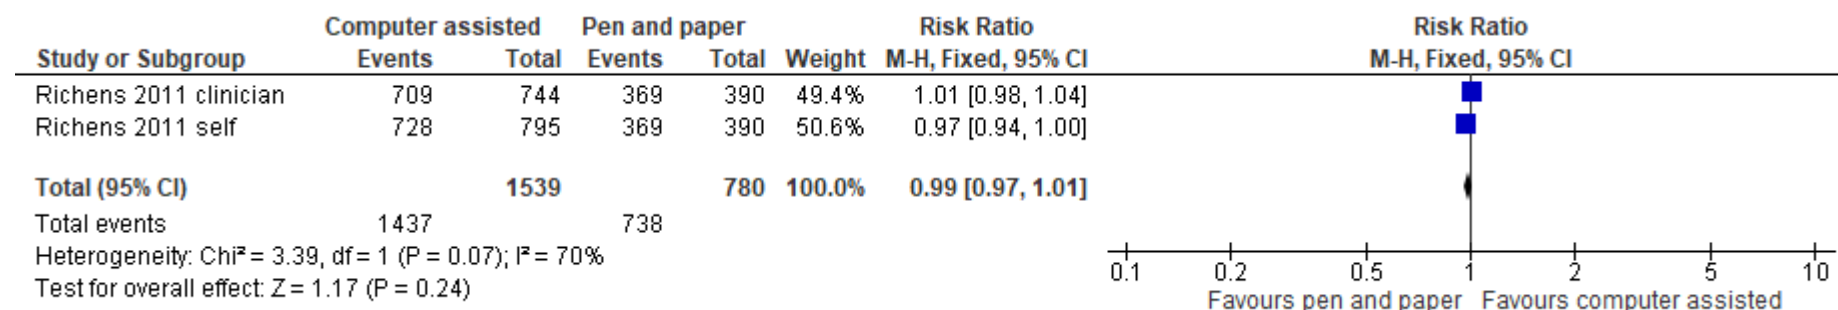 Computer assisted Pen and paper Risk Ratio Risk Ratio
Study or Subgroup Events Total Events Total Weight M-H, Fixed, 95% CI M-H, Fixed, 95% CI
Richens 2011 clinician 709 744 369 390 49.4% 1.01 [0.98, 1.04]
Richens 2011 self 728 795 369 390 50.6% 0.97 [0.94, 1.00]
Total (95% CI) 1539 780 100.0% 0.99 [0.97, 1.01]
Total events 1437 738
Heterogeneity: Chi² = 3.39, df = 1 (P = 0.07); I² = 70%
Test for overall effect: Z = 1.17 (P = 0.24)
0.1 0.2 0.5 1 2 5 10
Favours pen and paper Favours computer assisted